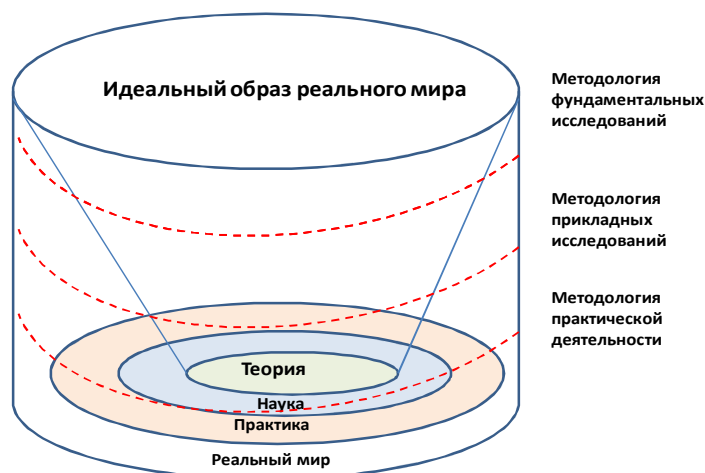 Идеальный образ реального мира
Методология
фундаментальных
исследований
Методология
прикладных
исследований
Методология
практической
деятельности
Теория
Наука
Практика
Реальный мир